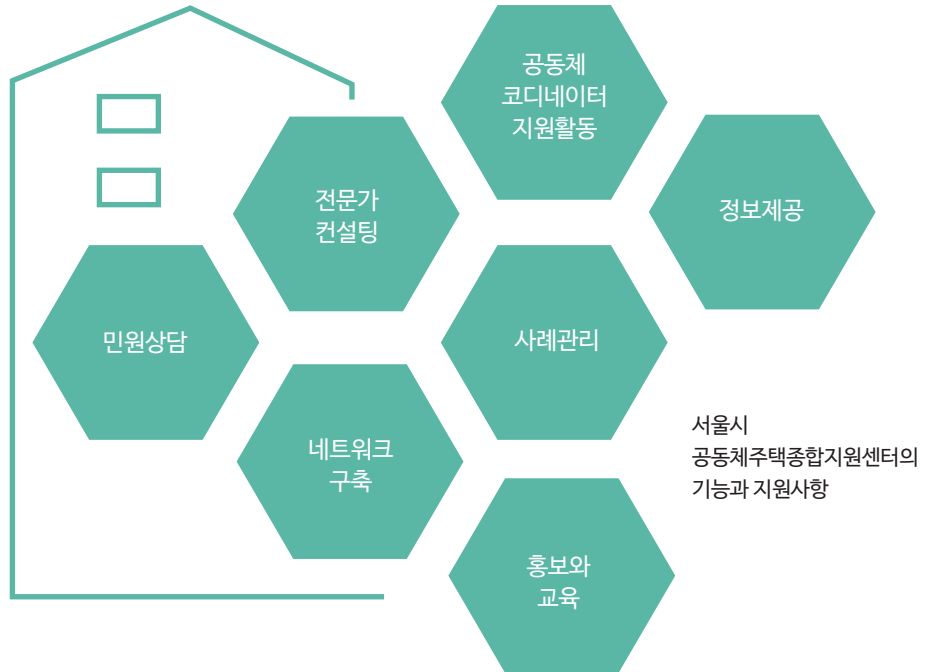 공동체
코디네이터
지원활동
전문가
컨설팅
정보제공
민원상담
사례관리
네트워크
구축
홍보와
교육
서울시
공동체주택종합지원센터의
기능과 지원사항